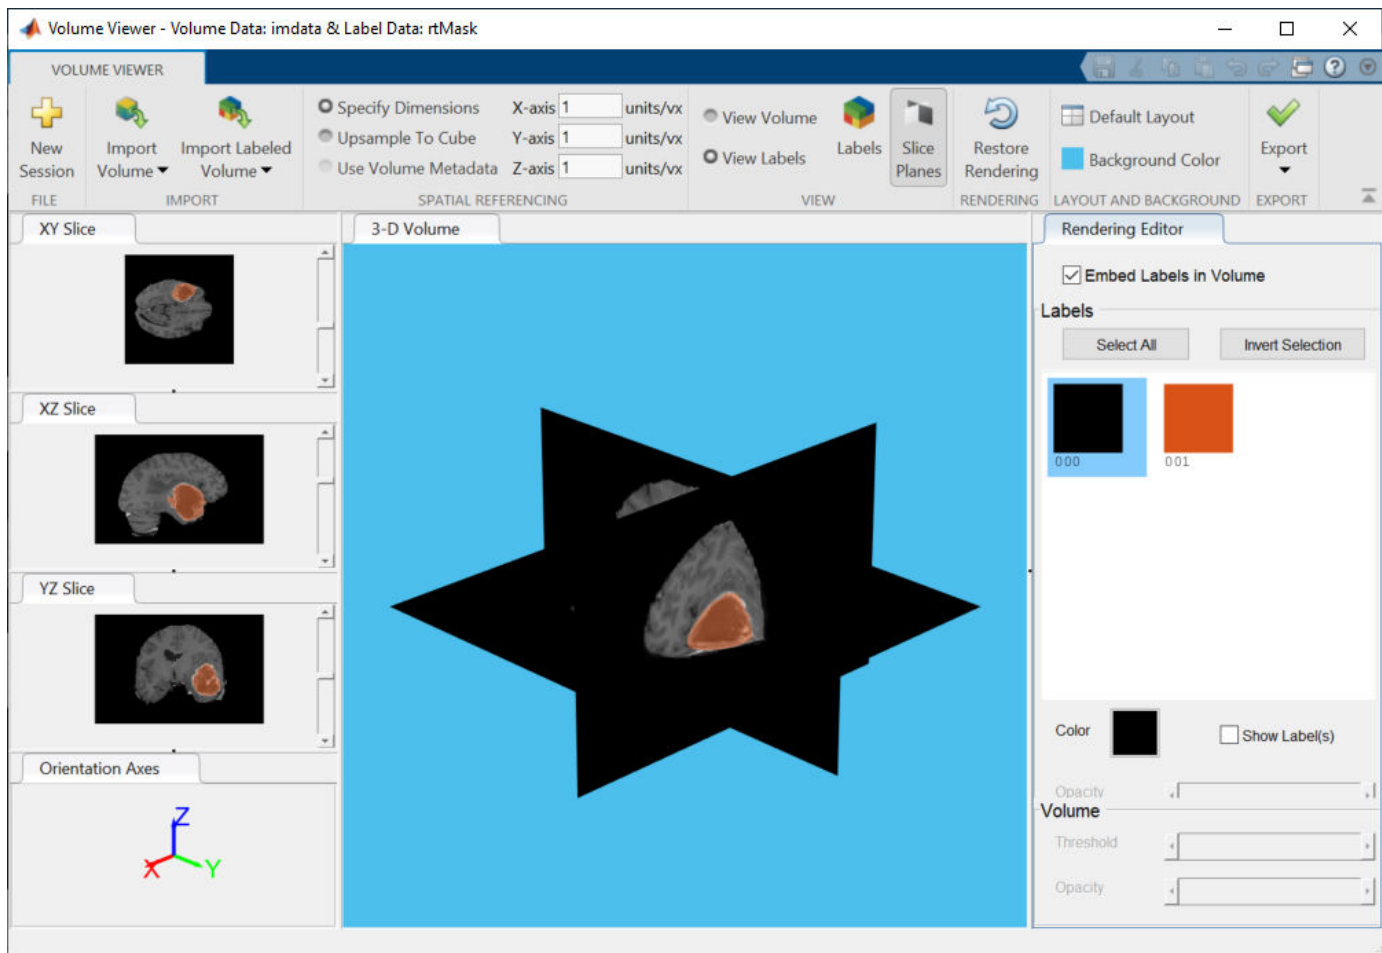 Volume Viewer - Volume Data: imdata & Label Data: rtMask
VOLUME VIEWER
New Session
Import Volume
Import Labeled Volume
Specify Dimensions
Upsample To Cube
Use Volume Metadata
X-axis 1 units/vx
Y-axis 1 units/vx
Z-axis 1 units/vx
View Volume
View Labels
Labels
Slice Planes
Restore Rendering
Default Layout
Background Color
Export
FILE
IMPORT
SPATIAL REFERENCING
VIEW
RENDERING
LAYOUT AND BACKGROUND
EXPORT
XY Slice
XZ Slice
YZ Slice
Orientation Axes
Z
X
Y
3-D Volume
Rendering Editor
Embed Labels in Volume
Labels
Select All
Invert Selection
000
001
Color
Show Label(s)
Opacity
Volume
Threshold
Opacity